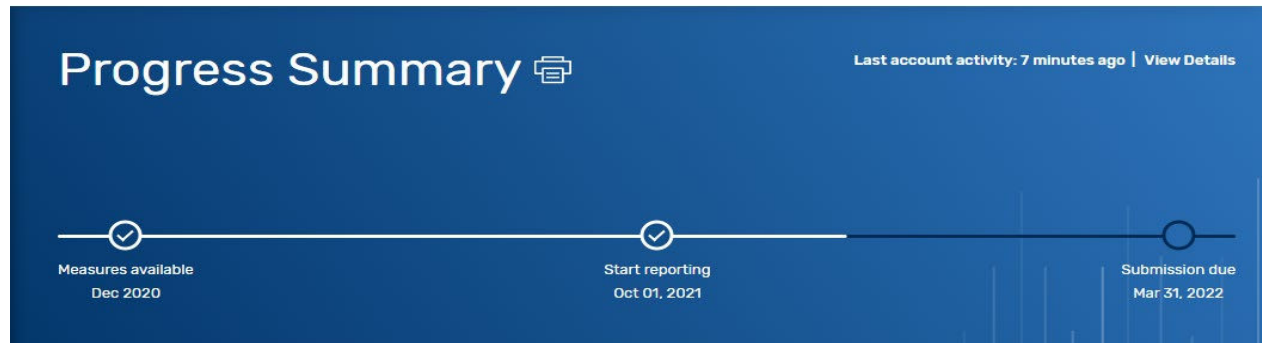 Progress Summary
Last account activity: 7 minutes ago | View Details
Measures available
Dec 2020
Start reporting
Oct 01, 2021
Submission due
Mar 31, 2022